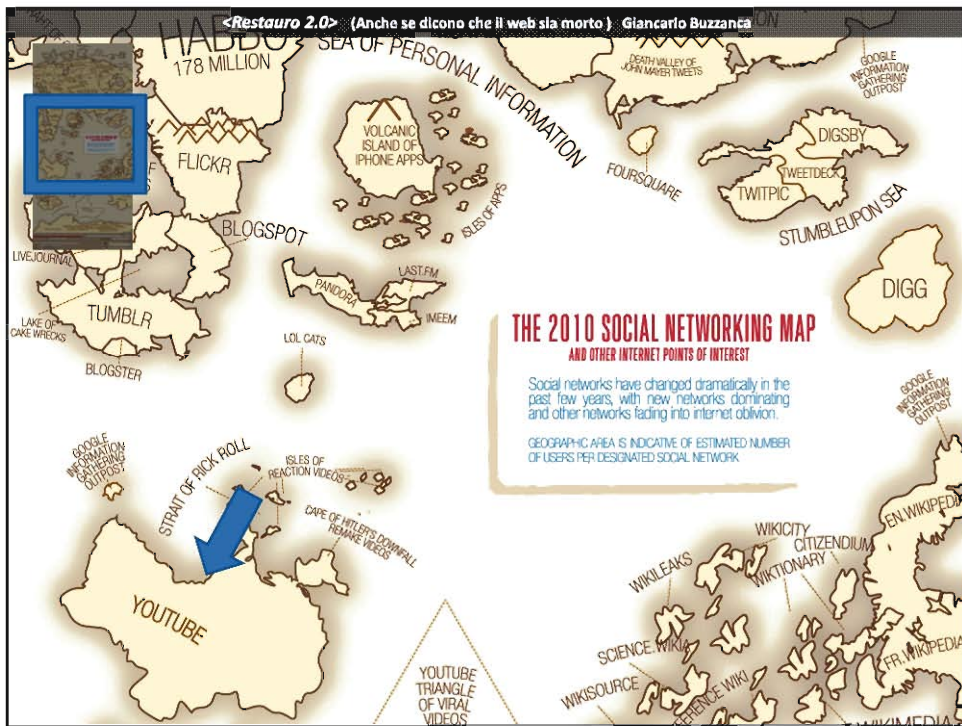 <Restauro 2.0> (Anche se dicono che il web sia morto ) Giancarlo Buzzanca
HABBO
178 MILLION
SEA OF PERSONAL INFORMATION
DEATH VALLEY OF
JOHN MAYER TWEETS
GOOGLE
INFORMATION
GATHERING
OUTPOST
FLICKR
VOLCANIC
ISLAND OF
IPHONE APPS
ISLES OF APPS
FOURSQUARE
DIGSBY
TWEETDECK
TWITPIC
STUMBLEUPON SEA
DIGG
LIVEJOURNAL
BLOGSPOT
TUMBLR
LAKE OF
CAKE WRECKS
BLOGSTER
PANDORA
LAST.FM
IMEEM
LOL CATS
THE 2010 SOCIAL NETWORKING MAP
AND OTHER INTERNET POINTS OF INTEREST
Social networks have changed dramatically in the
past few years, with new networks dominating
and other networks fading into internet oblivion.
GEOGRAPHIC AREA IS INDICATIVE OF ESTIMATED NUMBER
OF USERS PER DESIGNATED SOCIAL NETWORK
GOOGLE
INFORMATION
GATHERING
OUTPOST
GOOGLE
INFORMATION
GATHERING
OUTPOST
STRAIT OF RICK ROLL
ISLES OF
REACTION VIDEOS
CAPE OF HITLER'S DOWNFALL
REMAKE VIDEOS
YOUTUBE
YOUTUBE
TRIANGLE
OF VIRAL
VIDEOS
WIKILEAKS
WIKICITY
CITIZENDIUM
WIKTIONARY
EN.WIKIPEDIA
SCIENCE.WIKIA
WIKISOURCE
FR.WIKIPEDIA
WIKIMEDIA